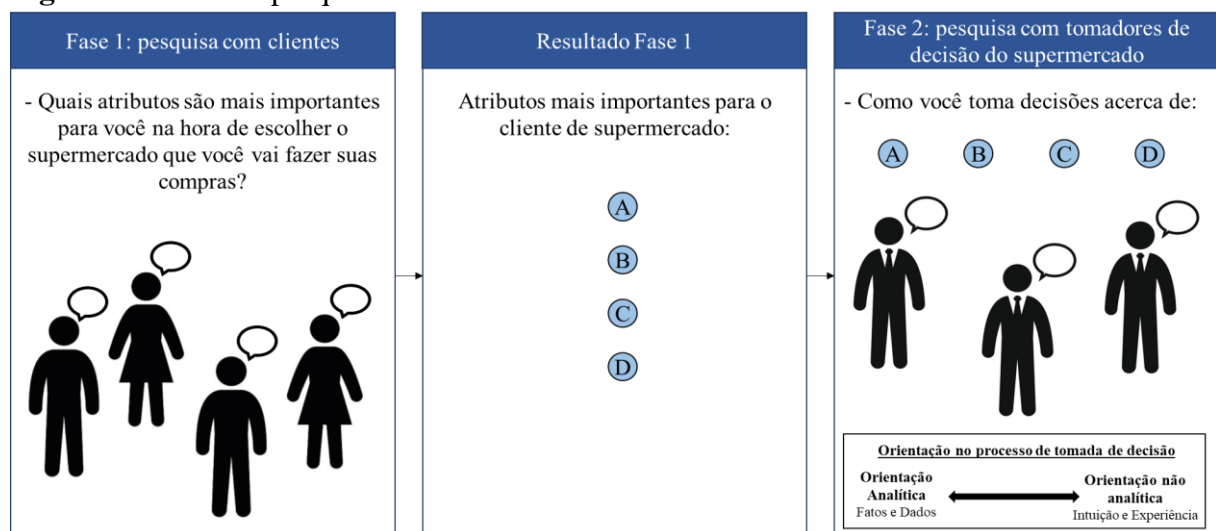 Fase 1: pesquisa com clientes
- Quais atributos são mais importantes
para você na hora de escolher o
supermercado que você vai fazer suas
compras?
Resultado Fase 1
Atributos mais importantes para o
cliente de supermercado:
A
B
C
D
Fase 2: pesquisa com tomadores de
decisão do supermercado
- Como você toma decisões acerca de:
A B C D
Orientação no processo de tomada de decisão
Orientação
Analítica
Fatos e Dados
Orientação não
analítica
Intuição e Experiência